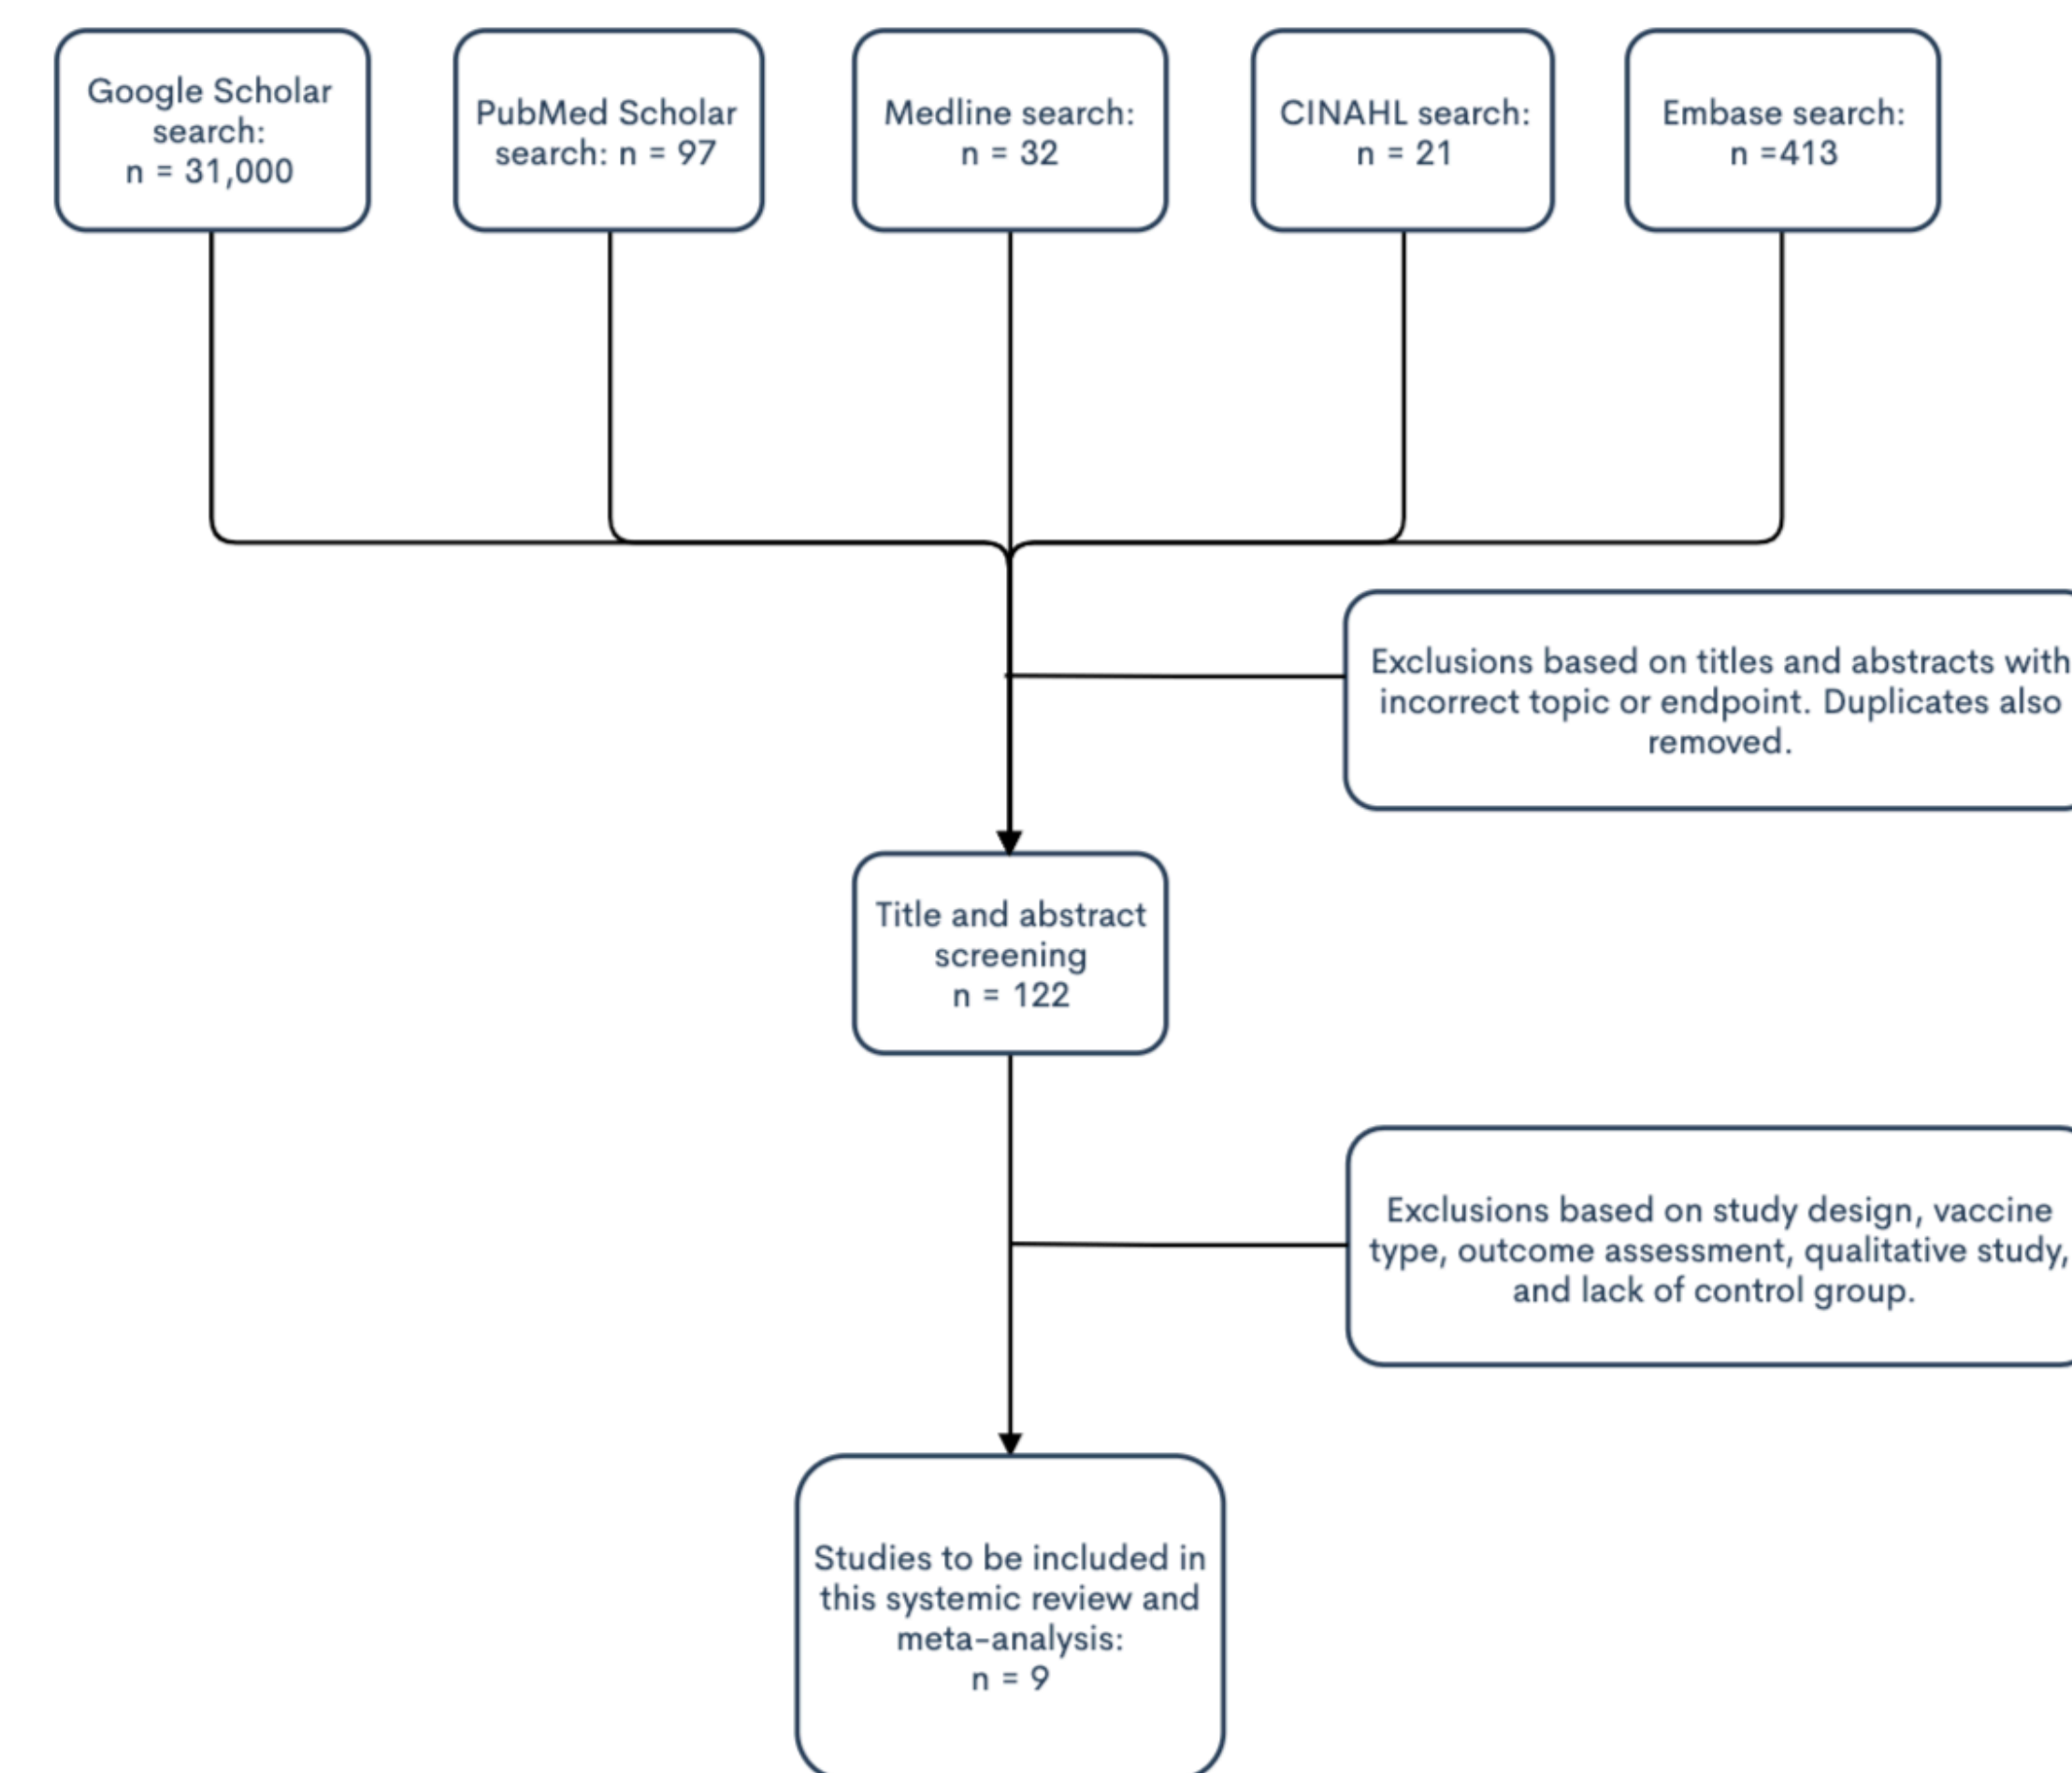 Google Scholar
search:
n = 31,000
PubMed Scholar
search: n = 97
Medline search:
n = 32
CINAHL search:
n = 21
Embase search:
n =413
Exclusions based on titles and abstracts with
incorrect topic or endpoint. Duplicates also
removed.
Title and abstract
screening
n = 122
Exclusions based on study design, vaccine
type, outcome assessment, qualitative study,
and lack of control group.
Studies to be included in
this systemic review and
meta-analysis:
n = 9